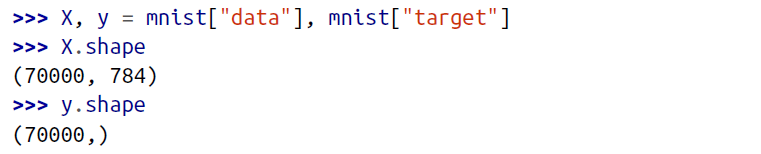 >>> X, y = mnist["data"], mnist["target"]
>>> X.shape
(70000, 784)
>>> y.shape
(70000,)